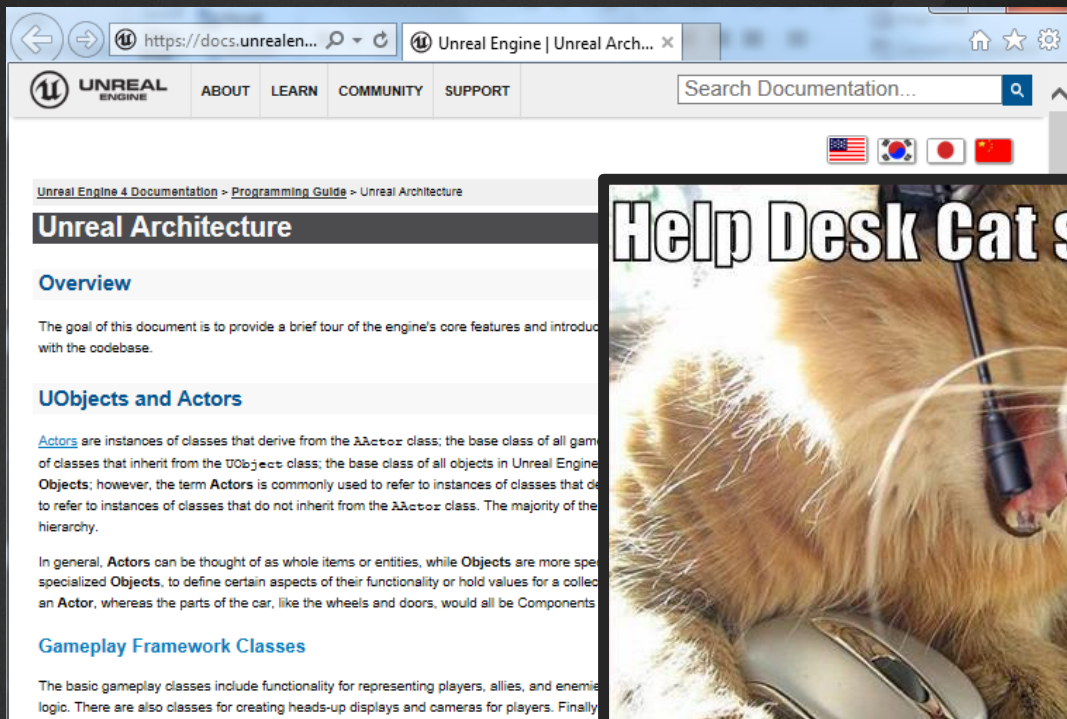 https://docs.unrealen...
Unreal Engine | Unreal Arch...
UNREAL
ENGINE
ABOUT LEARN COMMUNITY SUPPORT
Search Documentation...
Unreal Engine 4 Documentation > Programming Guide > Unreal Architecture
Unreal Architecture
Overview
The goal of this document is to provide a brief tour of the engine's core features and
with the codebase.
UObjects and Actors
Actors are instances of classes that derive from the AActor class; the base class of all
of classes that inherit from the UObject class; the base class of all objects in Unreal Engine
Objects; however, the term Actors is commonly used to refer to instances of classes that
to refer to instances of classes that do not inherit from the AActor class. The majority of the
hierarchy.
In general, Actors can be thought of as whole items or entities, while Objects are more
specialized Objects, to define certain aspects of their functionality or hold values for a
an Actor, whereas the parts of the car, like the wheels and doors, would all be Components
Gameplay Framework Classes
The basic gameplay classes include functionality for representing players, allies, and
logic. There are also classes for creating heads-up displays and cameras for players. Finally
Help Desk Cat